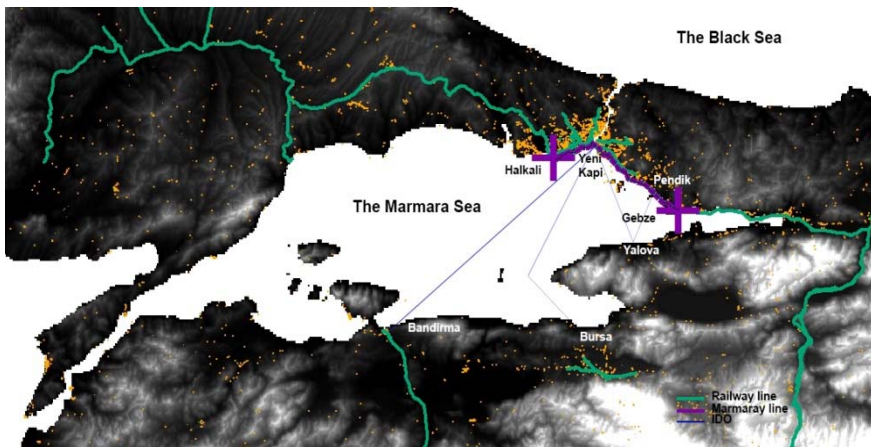 The Black Sea
Halkali
Yeni
Kapi
Pendik
The Marmara Sea
Gebze
Yalova
Bandirma
Bursa
Railway line
Marmaray line
IDO